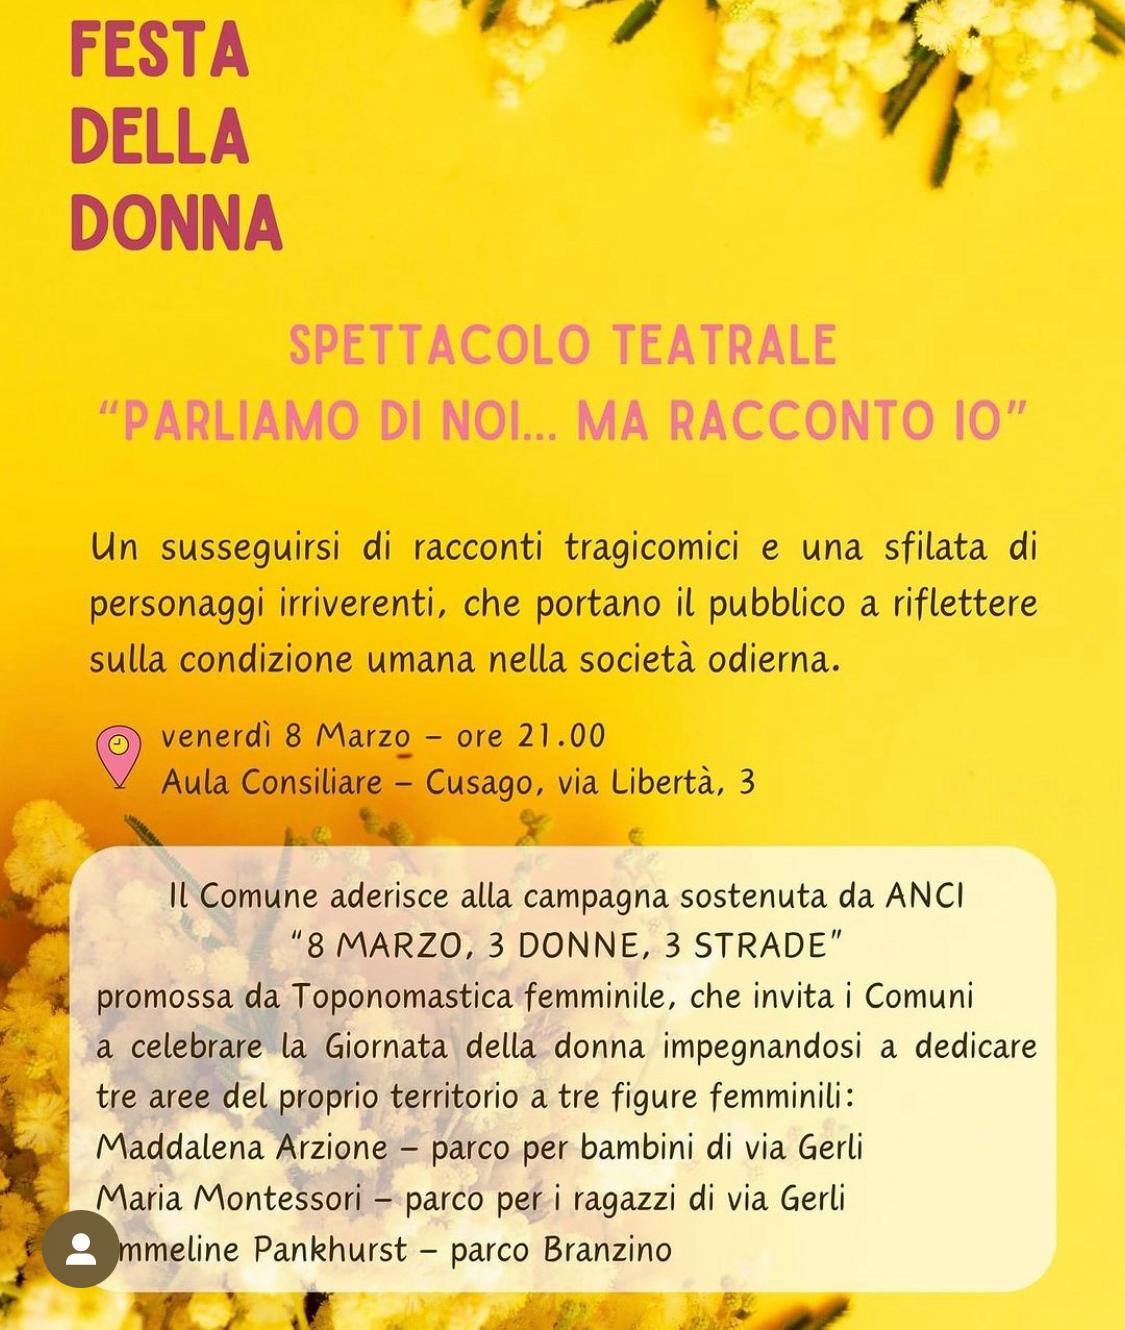 FESTA
DELLA
DONNA
SPETTACOLO TEATRALE
“PARLIAMO DI NOI... MA RACCONTO IO”
Un susseguirsi di racconti tragicomici e una sfilata di
personaggi irriverenti, che portano il pubblico a riflettere
sulla condizione umana nella società odierna.
venerdì 8 Marzo – ore 21.00
Aula Consiliare – Cusago, via Libertà, 3
Il Comune aderisce alla campagna sostenuta da ANCI
“8 MARZO, 3 DONNE, 3 STRADE”
promossa da Toponomastica femminile, che invita i Comuni
a celebrare la Giornata della donna impegnandosi a dedicare
tre aree del proprio territorio a tre figure femminili:
Maddalena Arzione – parco per bambini di via Gerli
Maria Montessori – parco per i ragazzi di via Gerli
mmeline Pankhurst – parco Branzino